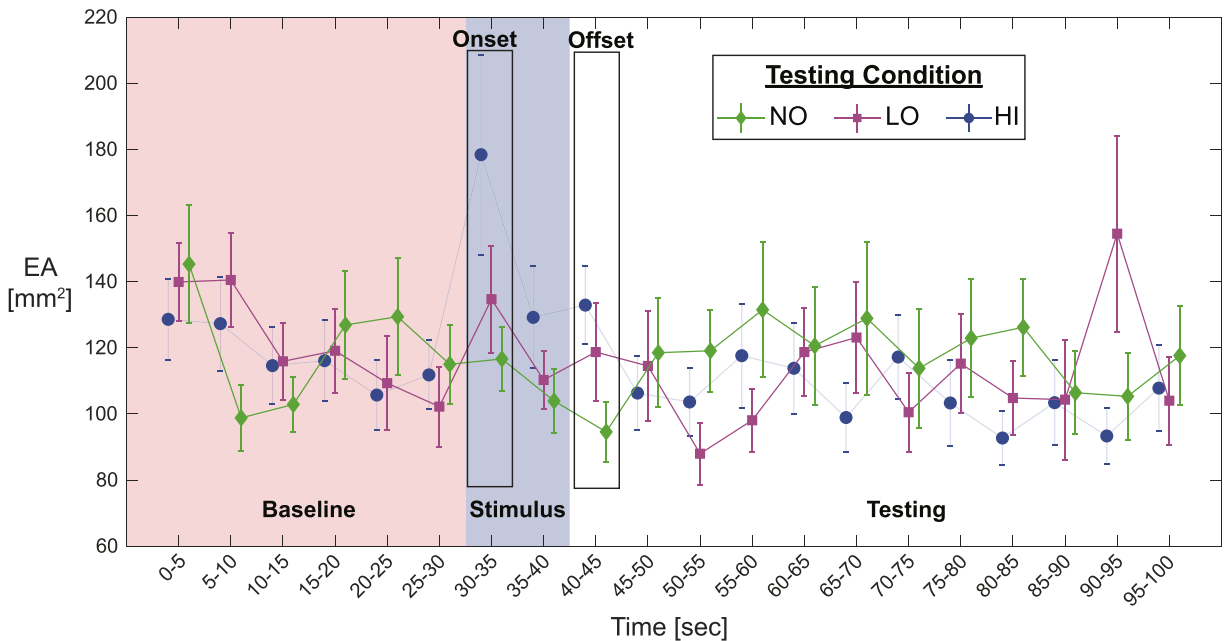 220
200
180
160
140
120
100
80
60
EA
[mm²]
Onset
Offset
Testing Condition
NO LO HI
Baseline
Stimulus
Testing
0-5 5-10 10-15 15-20 20-25 25-30 30-35 35-40 40-45 45-50 50-55 55-60 60-65 65-70 70-75 75-80 80-85 85-90 90-95 95-100
Time [sec]